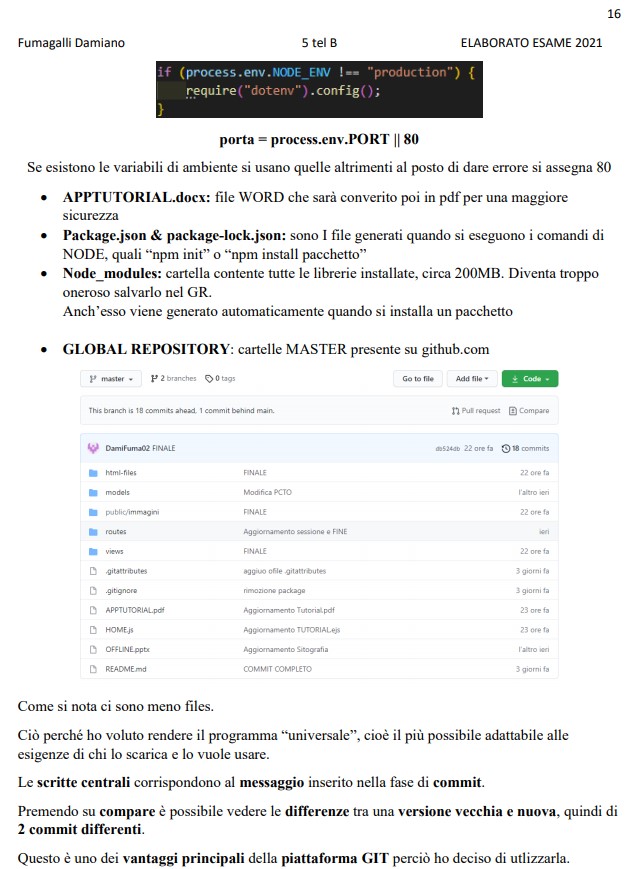 16
Fumagalli Damiano 5 tel B ELABORATO ESAME 2021
if (process.env.NODE_ENV !== "production") {
require("dotenv").config();
}
porta = process.env.PORT || 80
Se esistono le variabili di ambiente si usano quelle altrimenti al posto di dare errore si assegna 80
• APPTUTORIAL.docx: file WORD che sarà converito poi in pdf per una maggiore
sicurezza
• Package.json & package-lock.json: sono I file generati quando si eseguono i comandi di
NODE, quali “npm init” o “npm install pacchetto”
• Node_modules: cartella contente tutte le librerie installate, circa 200MB. Diventa troppo
oneroso salvarlo nel GR.
Anch’esso viene generato automaticamente quando si installa un pacchetto
• GLOBAL REPOSITORY: cartelle MASTER presente su github.com
master 2 branches 0 tags Go to file Add file Code
This branch is 18 commits ahead, 1 commit behind main. Pull request Compare
DamiFuma02 FINALE db524db 22 ore fa 18 commits
html-files FINALE 22 ore fa
models Modifica PCTO l'altro ieri
public/immagini FINALE 22 ore fa
routes Aggiornamento sessione e FINE ieri
views FINALE 22 ore fa
.gitattributes aggiuo ofile .gitattributes 3 giorni fa
.gitignore rimozione package 3 giorni fa
APPTUTORIAL.pdf Aggiornamento Tutorial.pdf 23 ore fa
HOME.js Aggiornamento TUTORIAL.ejs 23 ore fa
OFFLINE.pptx Aggiornamento Sitografia l'altro ieri
README.md COMMIT COMPLETO 3 giorni fa
Come si nota ci sono meno files.
Ciò perché ho voluto rendere il programma “universale”, cioè il più possibile adattabile alle
esigenze di chi lo scarica e lo vuole usare.
Le scritte centrali corrispondono al messaggio inserito nella fase di commit.
Premendo su compare è possibile vedere le differenze tra una versione vecchia e nuova, quindi di
2 commit differenti.
Questo è uno dei vantaggi principali della piattaforma GIT perciò ho deciso di utlizzarla.